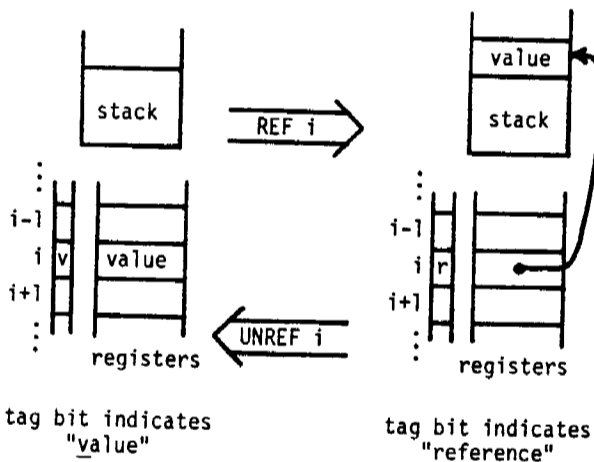 value
stack
stack
REF i
⋮
i-1
i v value
i+1
⋮
registers
UNREF i
⋮
i-1
i r
i+1
⋮
registers
tag bit indicates
"value"
tag bit indicates
"reference"